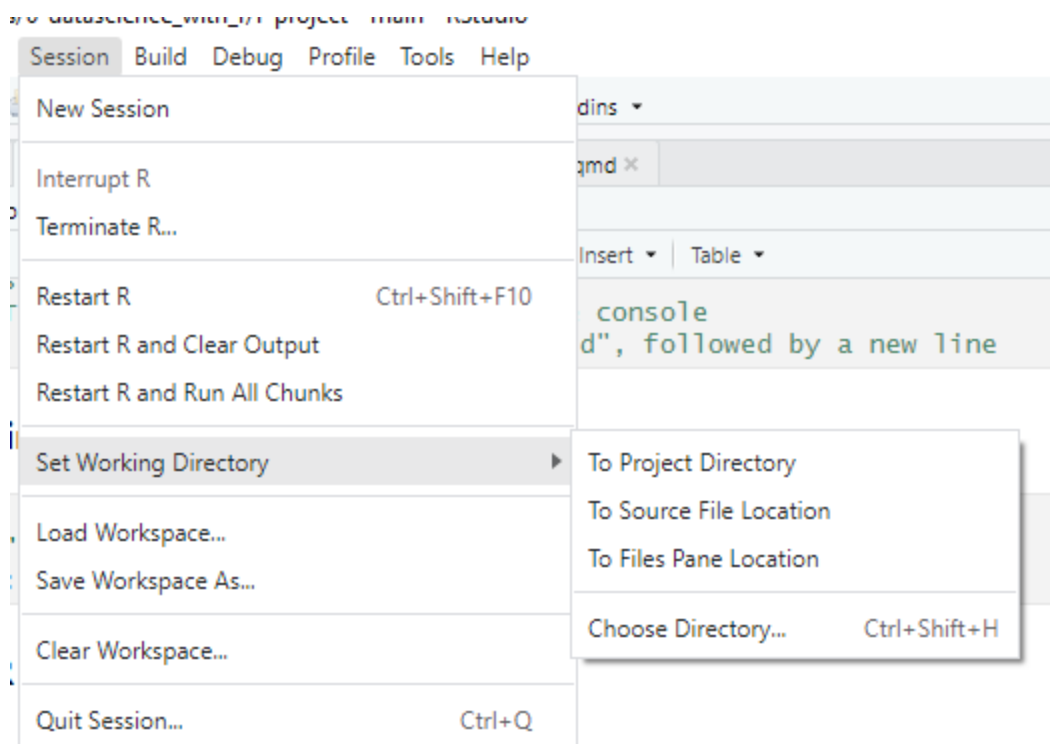 project - main - RStudio
Session Build Debug Profile Tools Help
New Session
dins
qmd
Interrupt R
Terminate R...
Insert Table
Restart R Ctrl+Shift+F10
console
Restart R and Clear Output
d", followed by a new line
Restart R and Run All Chunks
Set Working Directory
To Project Directory
To Source File Location
To Files Pane Location
Choose Directory... Ctrl+Shift+H
Load Workspace...
Save Workspace As...
Clear Workspace...
Quit Session... Ctrl+Q